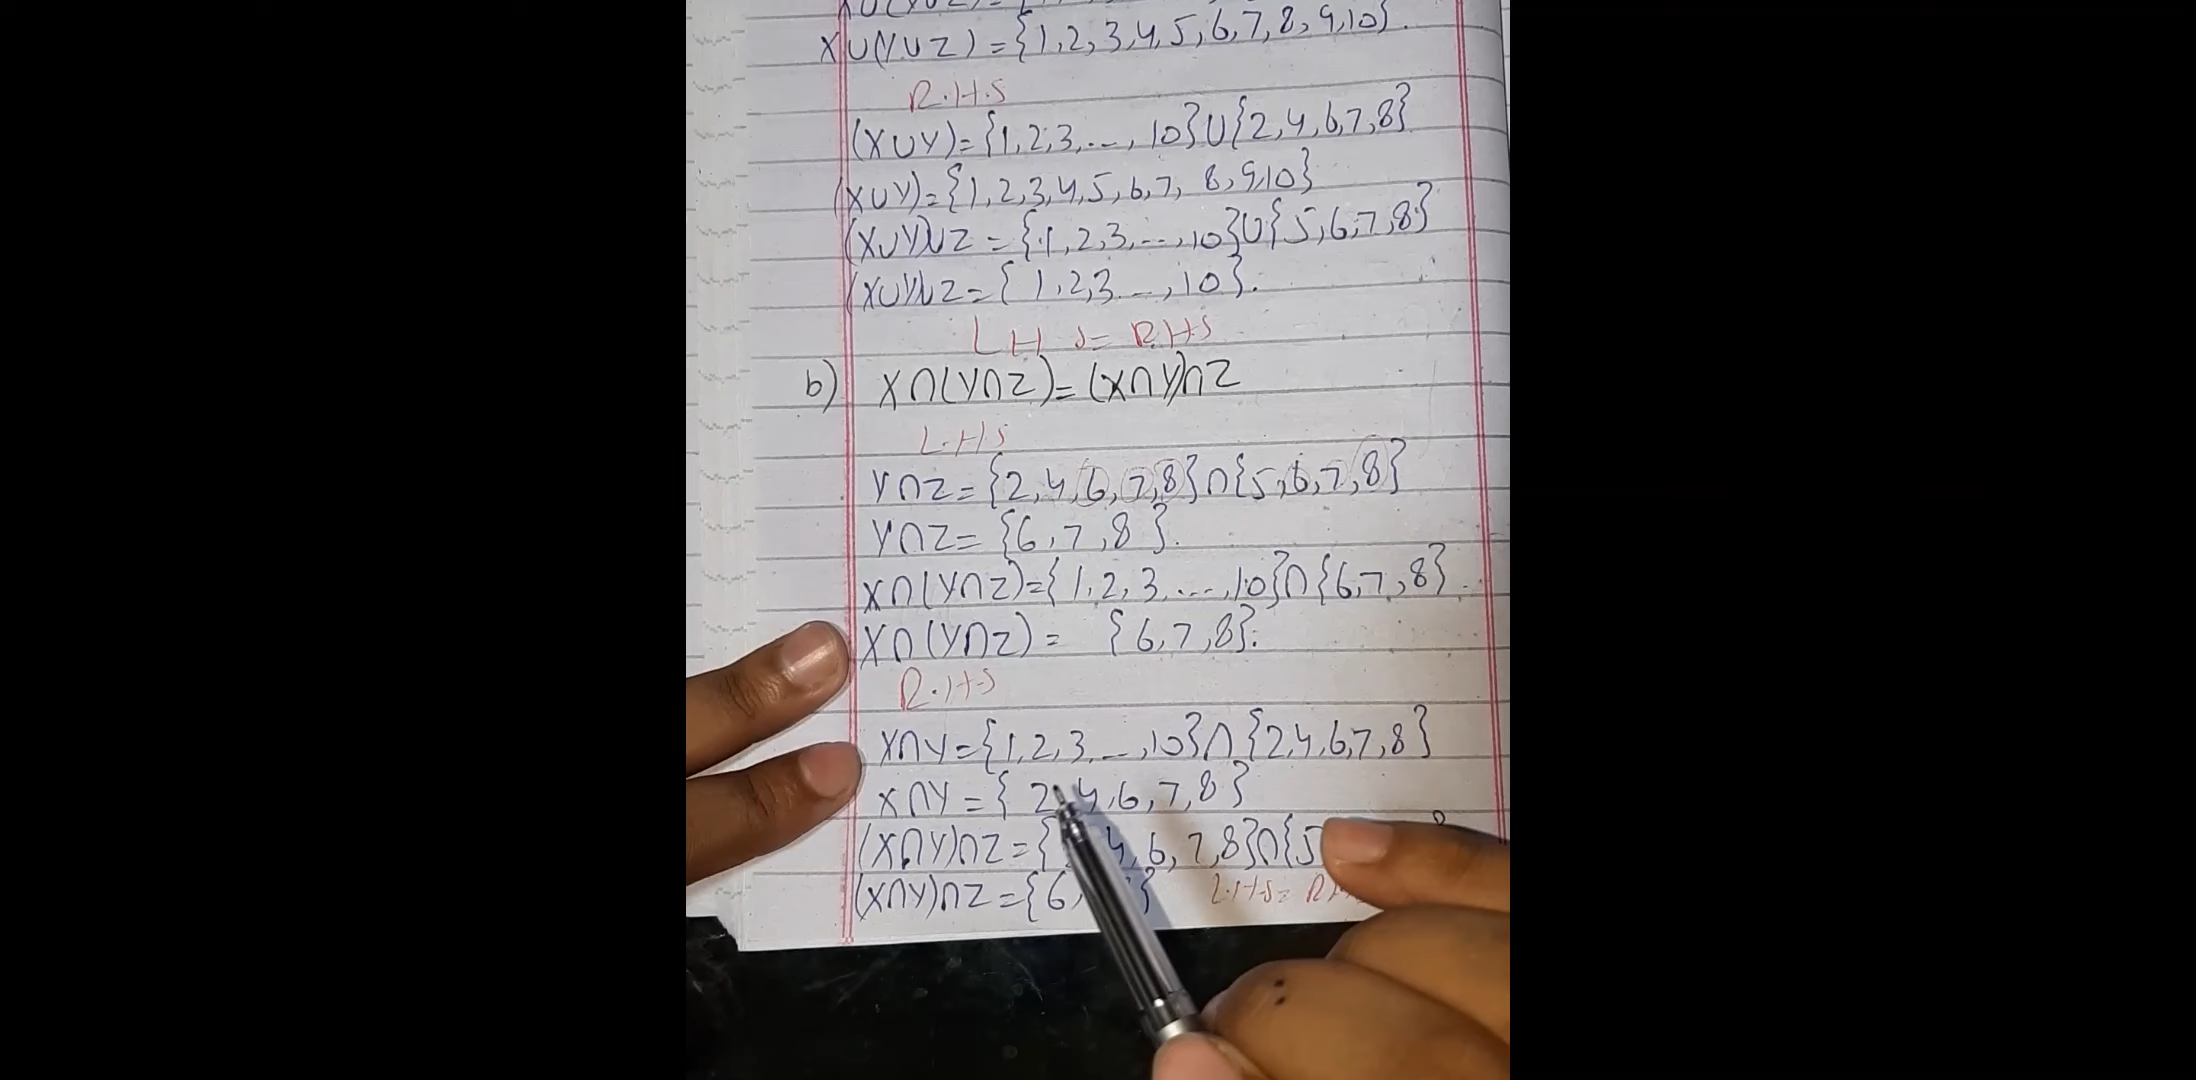 X∪(Y∪Z)={1,2,3,4,5,6,7,8,9,10}.
R.H.S
(X∪Y)={1,2,3,...,10}∪{2,4,6,7,8}
(X∪Y)={1,2,3,4,5,6,7,8,9,10}
(X∪Y)∪Z={1,2,3,...,10}∪{5,6,7,8}
(X∪Y)∪Z={1,2,3...,10}.
LHS=R.H.S
b) X∩(Y∩Z)=(X∩Y)∩Z
L.H.S
Y∩Z={2,4,6,7,8}∩{5,6,7,8}
Y∩Z={6,7,8}.
X∩(Y∩Z)={1,2,3,...,10}∩{6,7,8}.
X∩(Y∩Z)= {6,7,8}.
R.H.S
X∩Y={1,2,3,...,10}∩{2,4,6,7,8}
X∩Y={2,4,6,7,8}
(X∩Y)∩Z={ 4,6,7,8}∩{5
(X∩Y)∩Z={6, } L.H.S=R